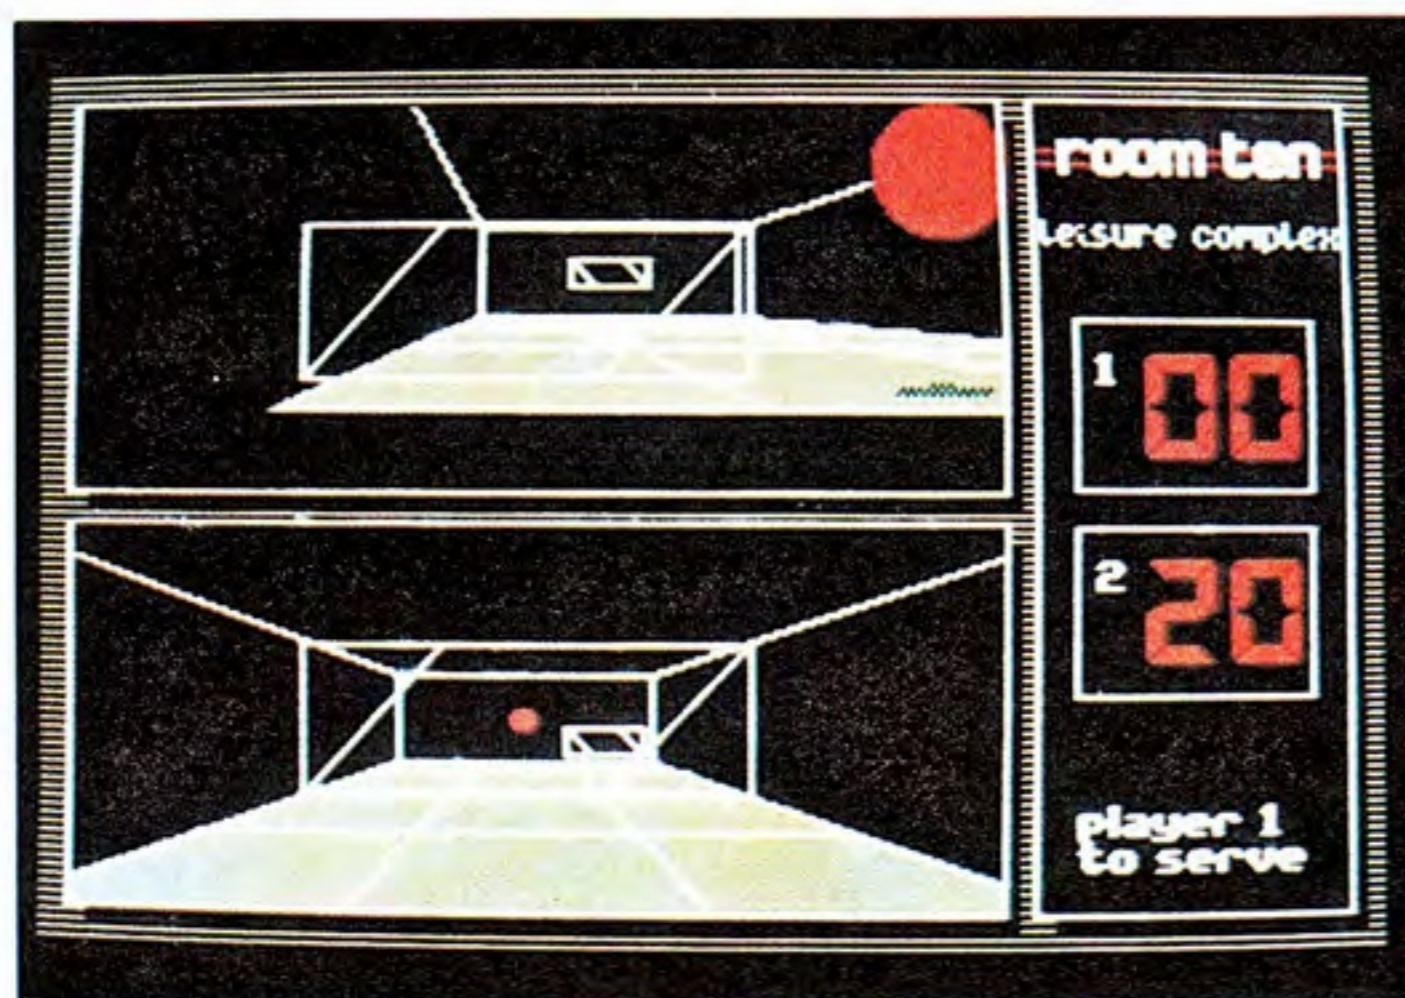 room ten
leisure complex
1
00
2
20
player 1
to serve